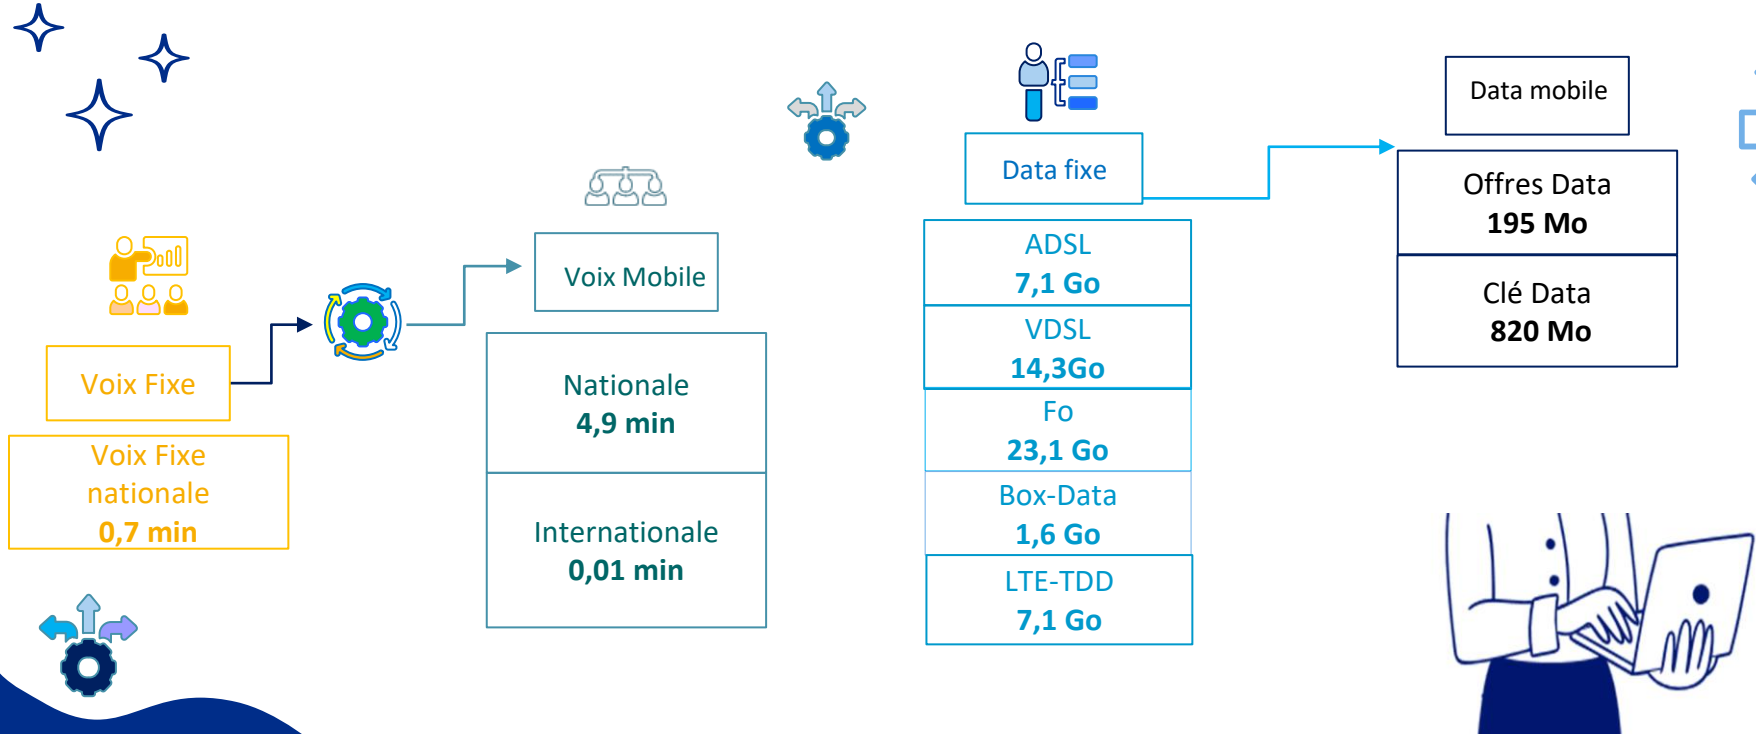 Voix Fixe
Voix Fixe
nationale
0,7 min
Voix Mobile
Nationale
4,9 min
Internationale
0,01 min
Data fixe
ADSL
7,1 Go
VDSL
14,3Go
Fo
23,1 Go
Box-Data
1,6 Go
LTE-TDD
7,1 Go
Data mobile
Offres Data
195 Mo
Clé Data
820 Mo